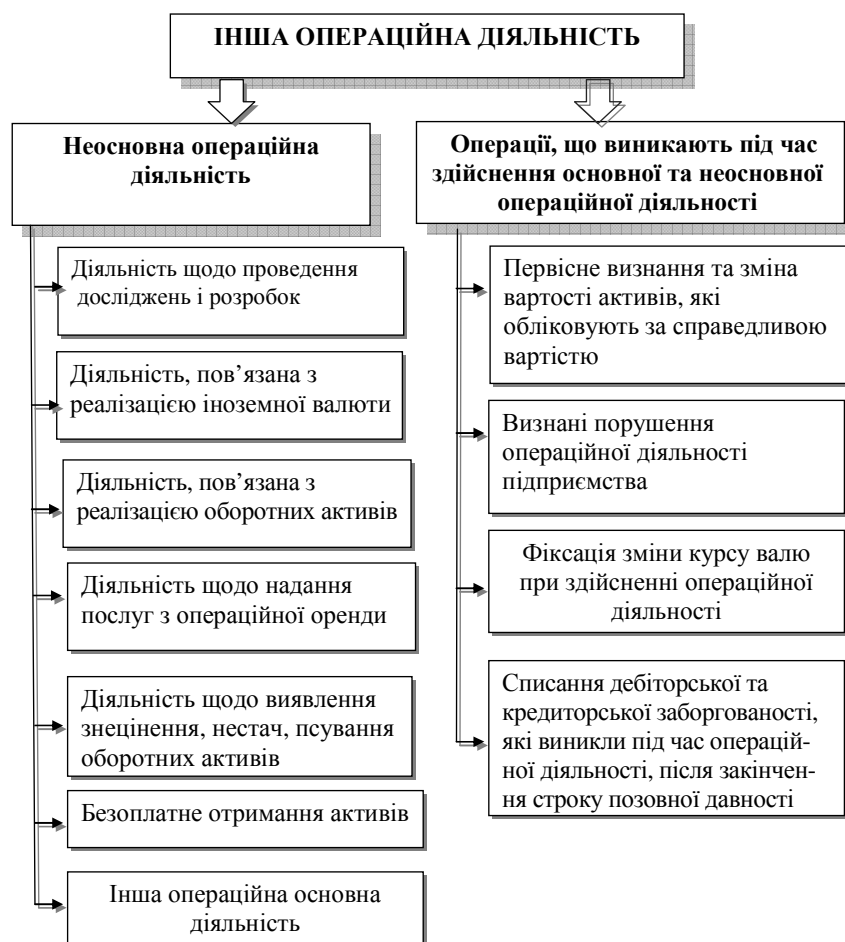 ІНША ОПЕРАЦІЙНА ДІЯЛЬНІСТЬ
Неосновна операційна
діяльність
Діяльність щодо проведення
досліджень і розробок
Діяльність, пов’язана з
реалізацією іноземної валюти
Діяльність, пов’язана з
реалізацією оборотних активів
Діяльність щодо надання
послуг з операційної оренди
Діяльність щодо виявлення
знецінення, нестач, псування
оборотних активів
Безоплатне отримання активів
Інша операційна основна
діяльність
Операції, що виникають під час
здійснення основної та неосновної
операційної діяльності
Первісне визнання та зміна
вартості активів, які
обліковують за справедливою
вартістю
Визнані порушення
операційної діяльності
підприємства
Фіксація зміни курсу валю
при здійсненні операційної
діяльності
Списання дебіторської та
кредиторської заборгованості,
які виникли під час операцій-
ної діяльності, після закінчен-
ня строку позовної давності